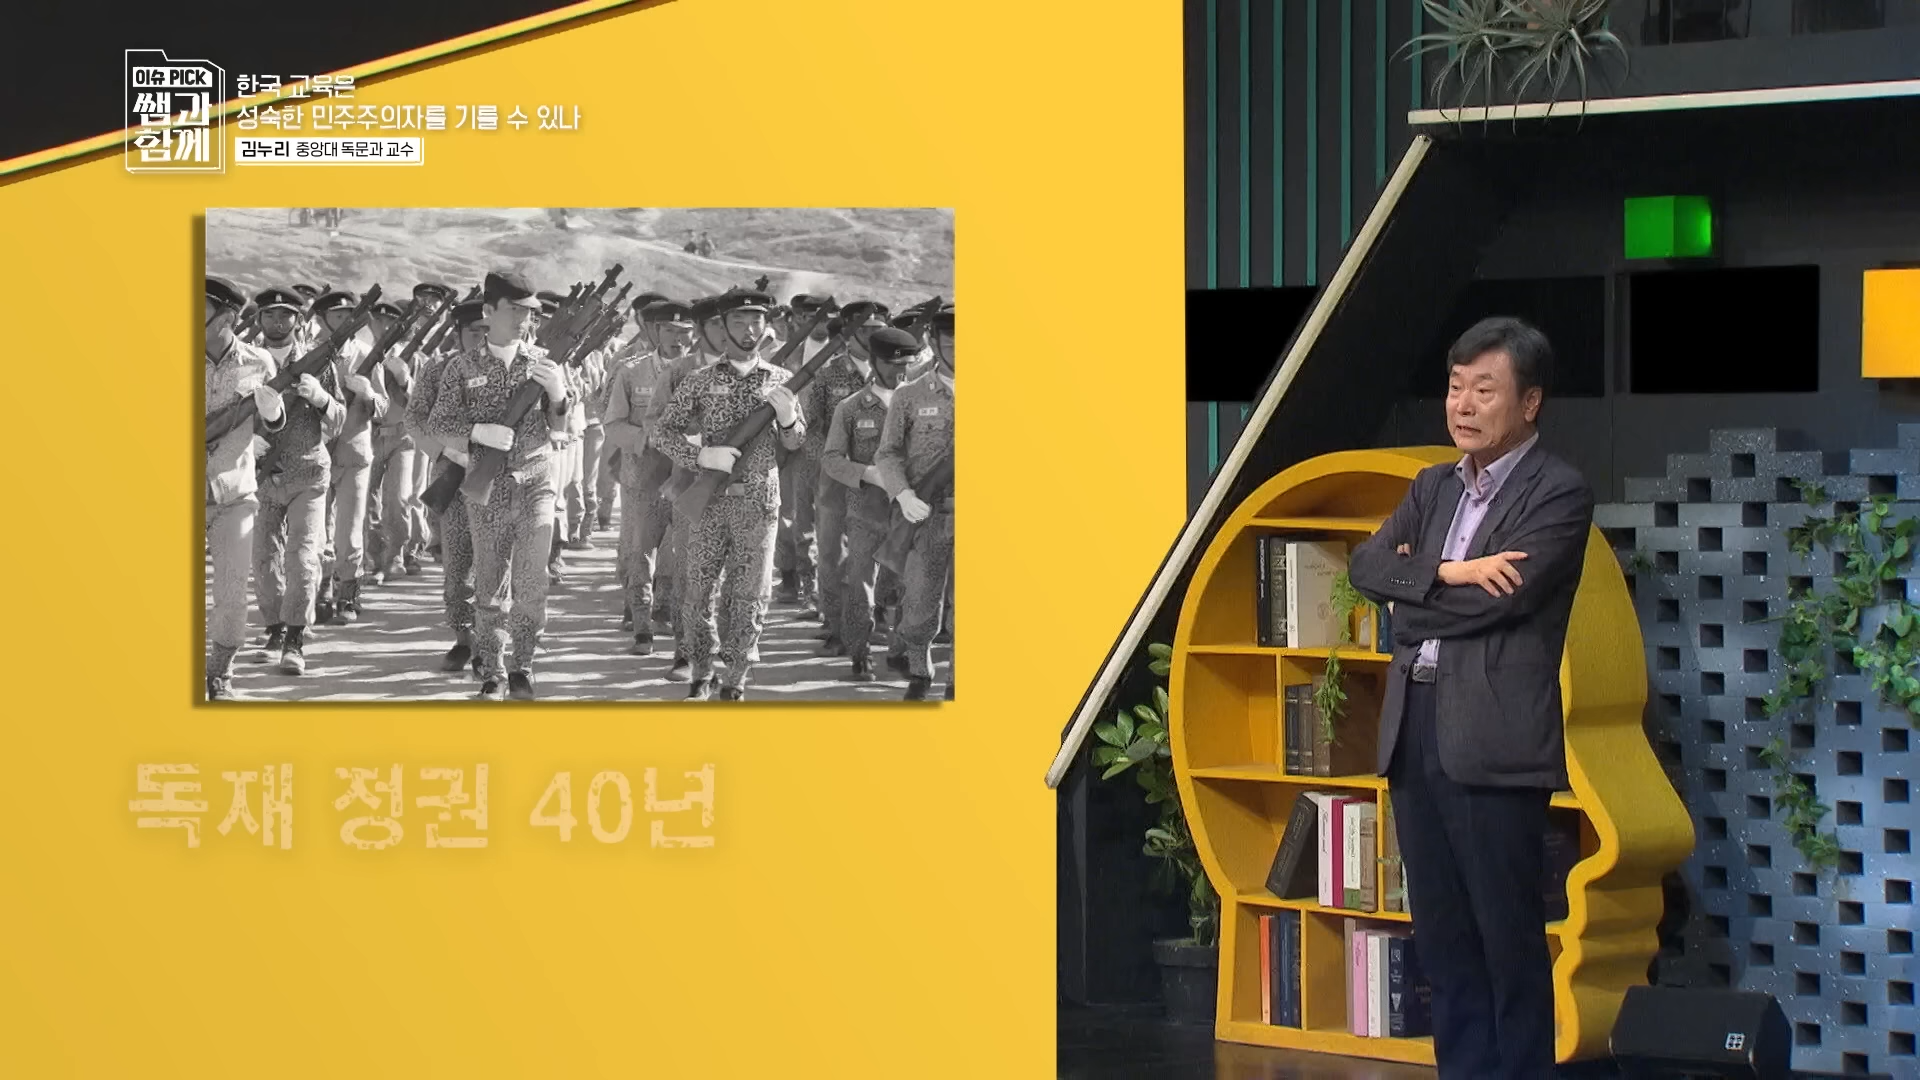 이슈 PICK
쌤과
함께
한국 교육은
성숙한 민주주의자를 기를 수 있나
김누리 중앙대 독문과 교수
독재 정권 40년